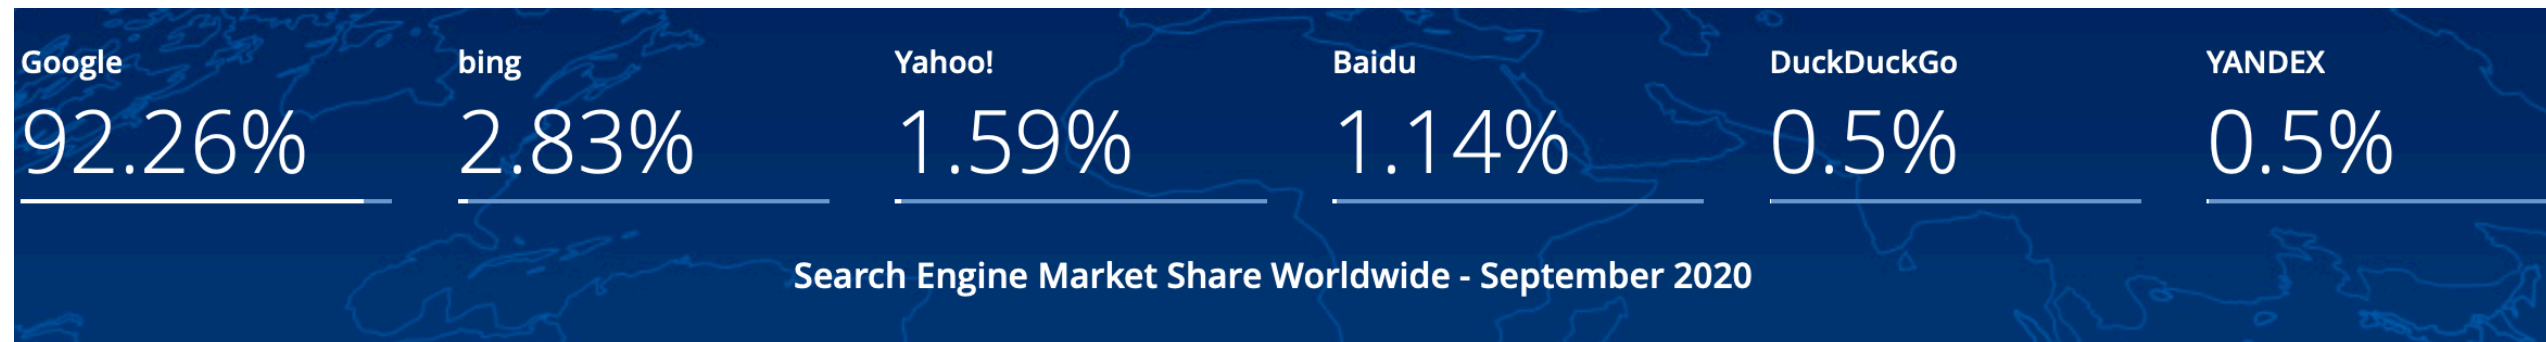 Google bing Yahoo! Baidu DuckDuckGo YANDEX
92.26% 2.83% 1.59% 1.14% 0.5% 0.5%
Search Engine Market Share Worldwide - September 2020